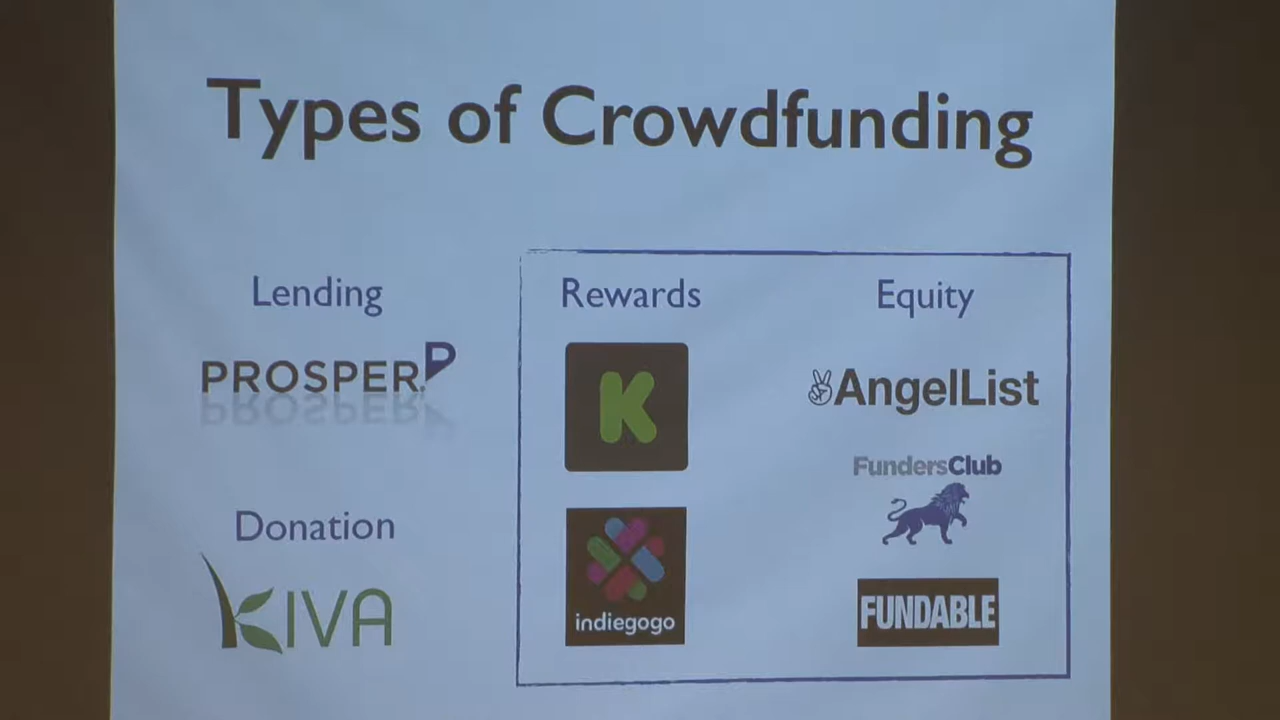 Types of Crowdfunding
Lending
PROSPER
Donation
KIVA
Rewards
K
indiegogo
Equity
AngelList
FundersClub
FUNDABLE